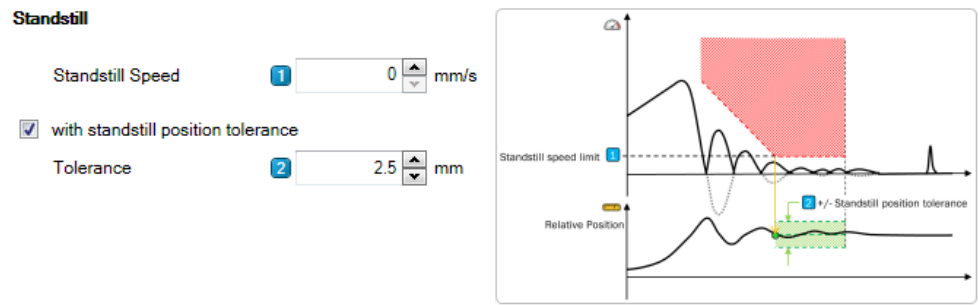 Standstill
Standstill Speed 1 0 mm/s
with standstill position tolerance
Tolerance 2 2.5 mm
Standstill speed limit 1
2 +/- Standstill position tolerance
Relative Position